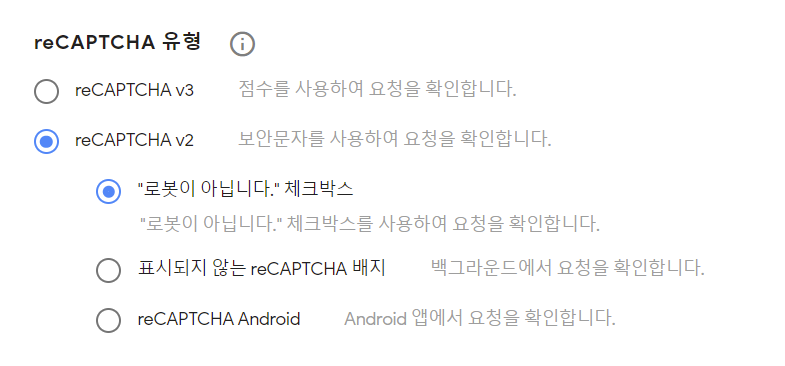 reCAPTCHA 유형
reCAPTCHA v3 점수를 사용하여 요청을 확인합니다.
reCAPTCHA v2 보안문자를 사용하여 요청을 확인합니다.
"로봇이 아닙니다." 체크박스
"로봇이 아닙니다." 체크박스를 사용하여 요청을 확인합니다.
표시되지 않는 reCAPTCHA 배지 백그라운드에서 요청을 확인합니다.
reCAPTCHA Android Android 앱에서 요청을 확인합니다.